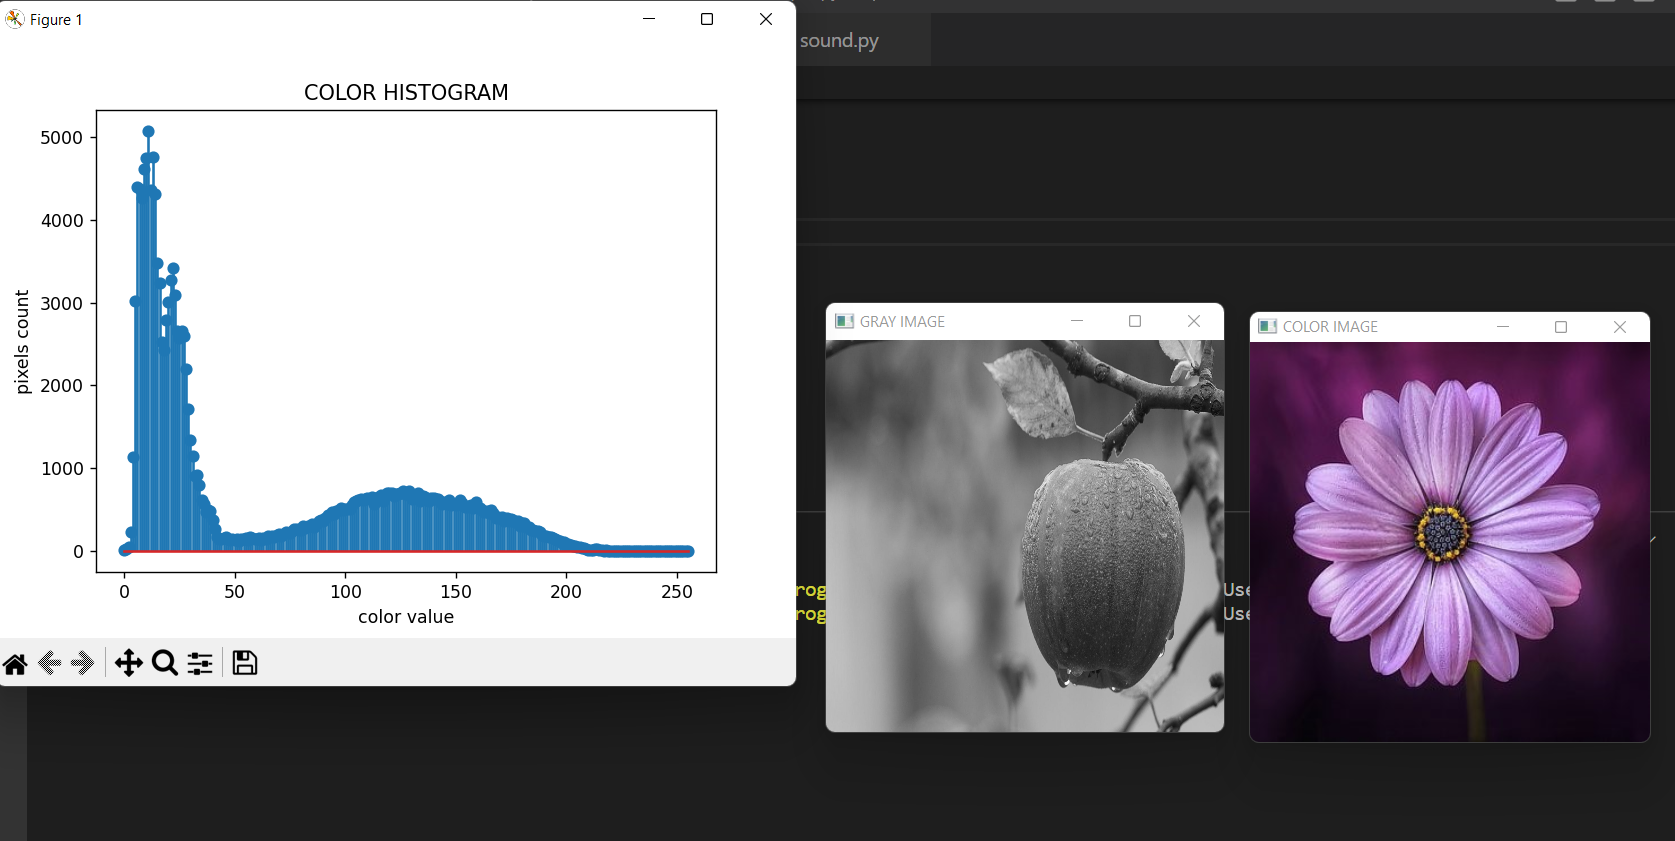 Figure 1
sound.py
COLOR HISTOGRAM
5000
4000
3000
2000
1000
0
pixels count
0 50 100 150 200 250
color value
GRAY IMAGE
COLOR IMAGE
rog Use
rog Use